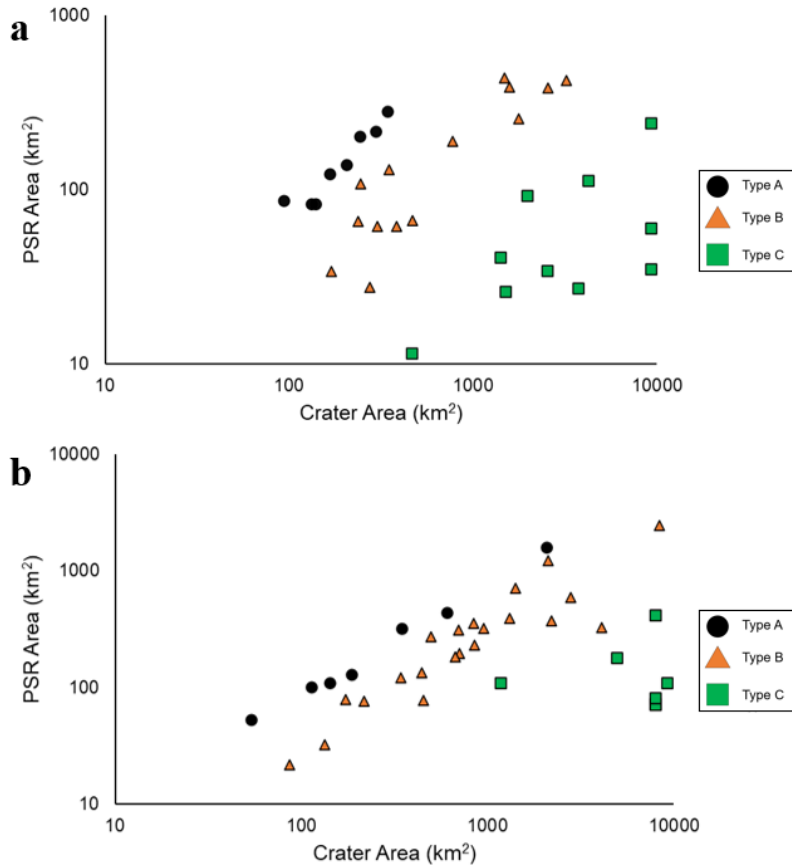 a
1000
100
10
PSR Area (km²)
10 100 1000 10000
Crater Area (km²)
Type A
Type B
Type C
b
10000
1000
100
10
PSR Area (km²)
10 100 1000 10000
Crater Area (km²)
Type A
Type B
Type C